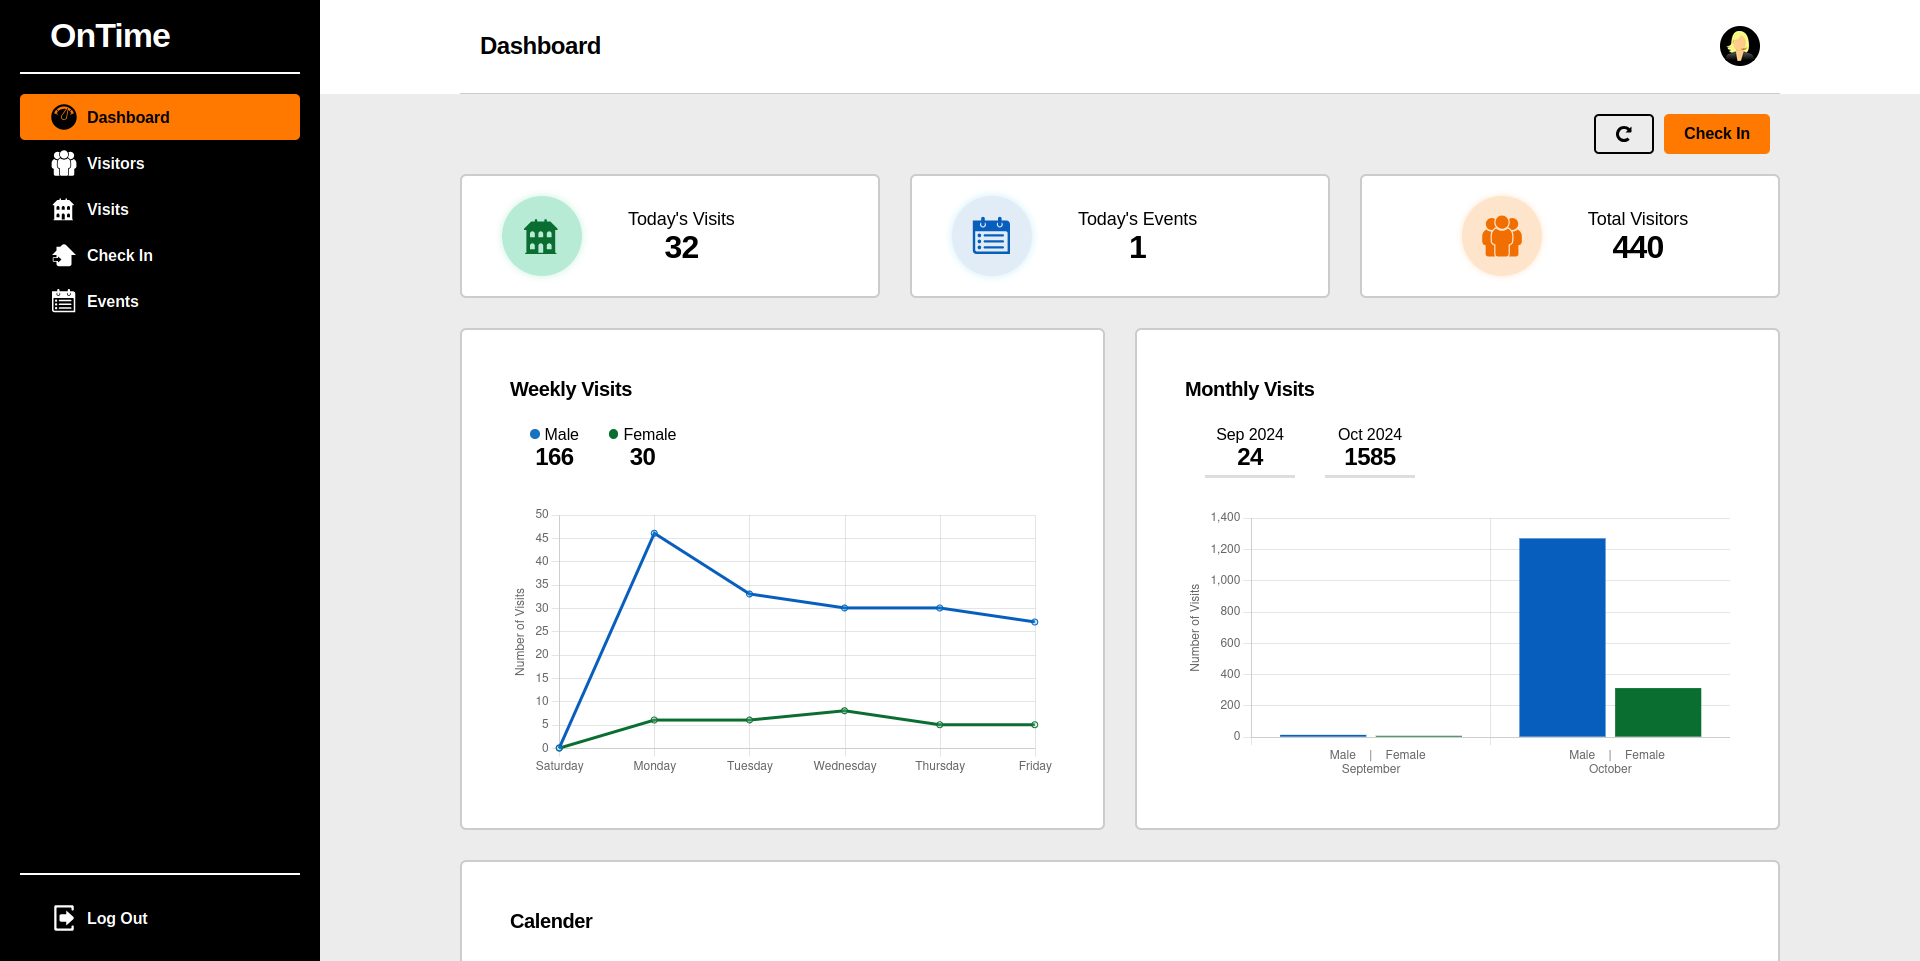 OnTime
Dashboard
Visitors
Visits
Check In
Events
Log Out
Dashboard
Check In
Today's Visits
32
Today's Events
1
Total Visitors
440
Weekly Visits
Male Female
166 30
50
45
40
35
30
25
20
15
10
5
0
Number of Visits
Saturday Monday Tuesday Wednesday Thursday Friday
Monthly Visits
Sep 2024 Oct 2024
24 1585
1,400
1,200
1,000
800
600
400
200
0
Number of Visits
Male | Female Male | Female
September October
Calender